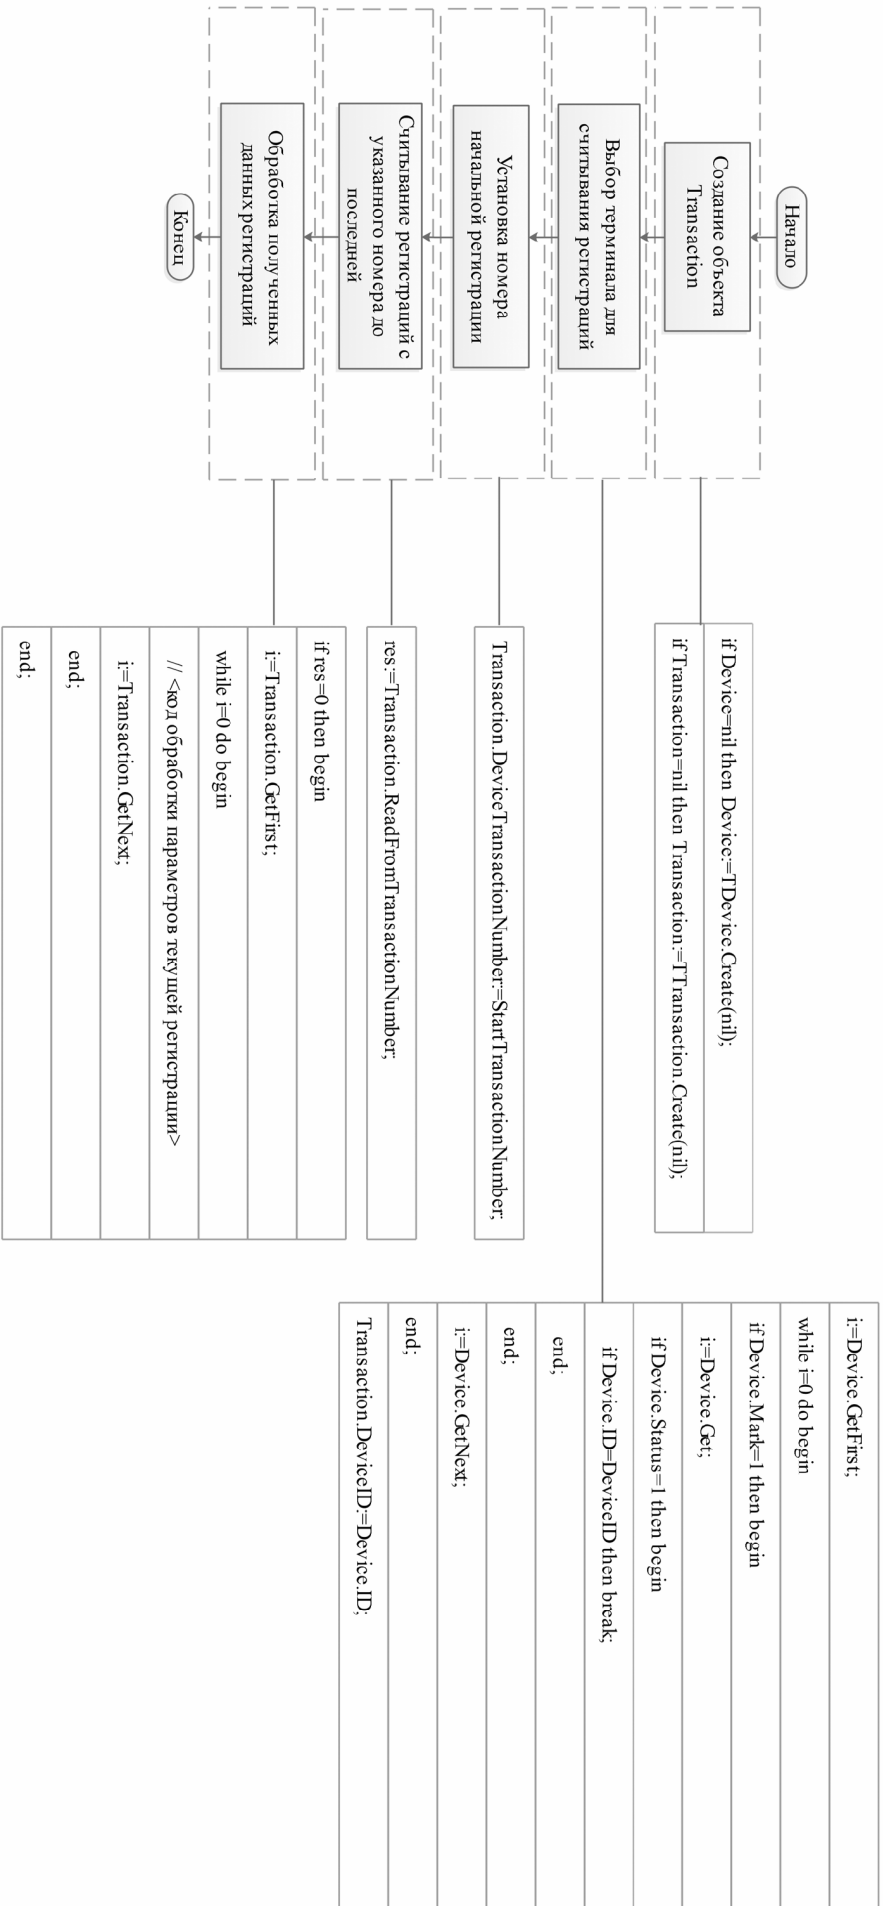 Начало
Создание объекта
Transaction
Выбор терминала для
считывания регистраций
Установка номера
начальной регистрации
Считывание регистраций с
указанного номера до
последней
Обработка полученных
данных регистраций
Конец
if Device=nil then Device:=TDevice.Create(nil);
if Transaction=nil then Transaction:=TTransaction.Create(nil);
i:=Device.GetFirst;
while i=0 do begin
if Device.Mark=1 then begin
i:=Device.Get;
if Device.Status=1 then begin
if Device.ID=DeviceID then break;
end;
end;
i:=Device.GetNext;
end;
Transaction.DeviceID:=Device.ID;
Transaction.DeviceTransactionNumber:=StartTransactionNumber;
res:=Transaction.ReadFromTransactionNumber;
if res=0 then begin
i:=Transaction.GetFirst;
while i=0 do begin
// <код обработки параметров текущей регистрации>
i:=Transaction.GetNext;
end;
end;